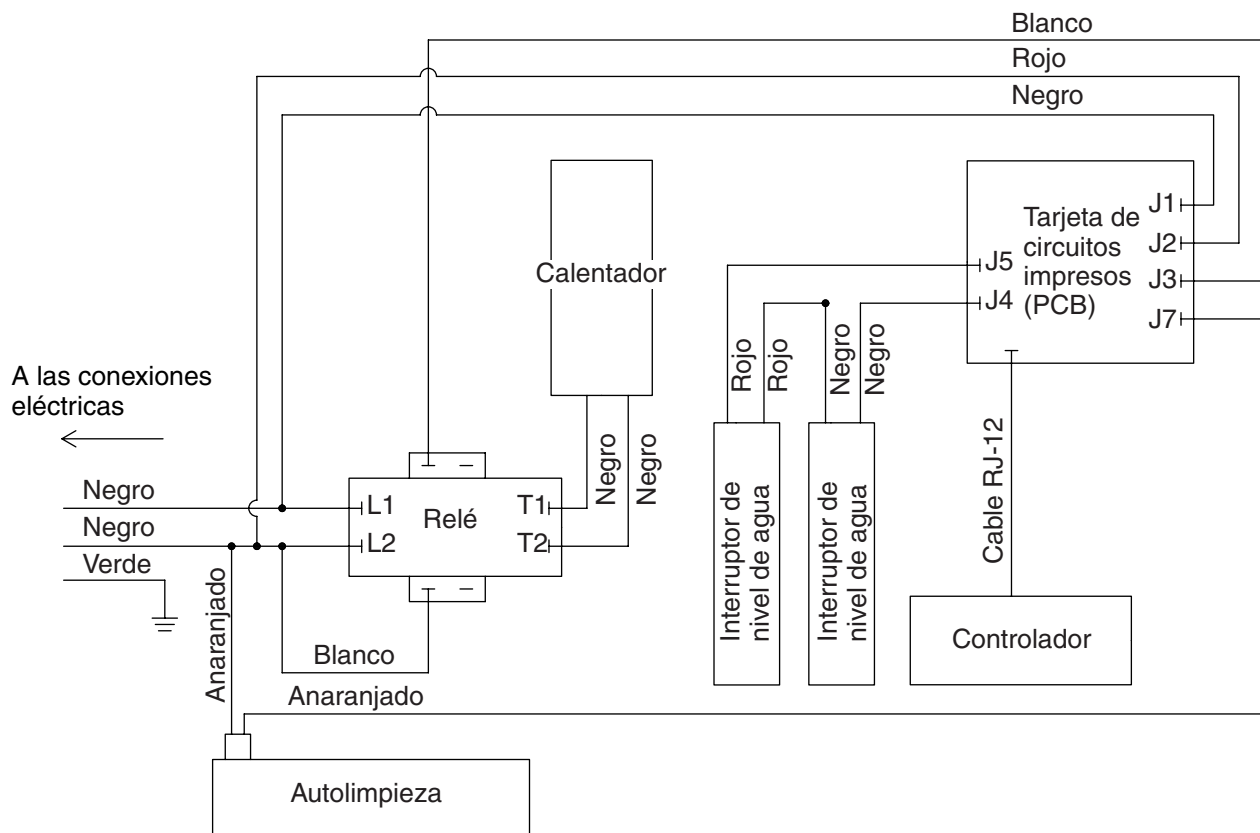 Blanco
Rojo
Negro
Calentador
Tarjeta de
circuitos
impresos
(PCB)
J1
J2
J3
J7
J5
J4
Rojo
Rojo
Negro
Negro
A las conexiones
eléctricas
Negro
Negro
Verde
Negro
Negro
L1
L2
Relé
T1
T2
Interruptor de
nivel de agua
Interruptor de
nivel de agua
Cable RJ-12
Controlador
Anaranjado
Blanco
Anaranjado
Autolimpieza